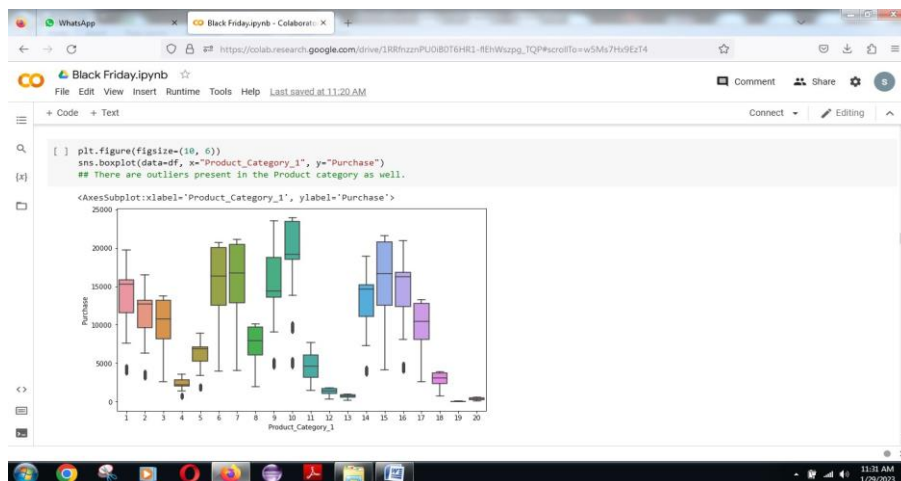 WhatsApp
Black Friday.ipynb - Colaborato
https://colab.research.google.com/drive/1RRfnzznPU0iB0T6HR1-flEhWszpg_TQP#scrollTo=w5Ms7Hx9EzT4
Black Friday.ipynb
Comment Share S
File Edit View Insert Runtime Tools Help Last saved at 11:20 AM
+ Code + Text Connect Editing
[ ] plt.figure(figsize=(10, 6))
sns.boxplot(data=df, x="Product_Category_1", y="Purchase")
## There are outliers present in the Product category as well.
{x}
<AxesSubplot:xlabel='Product_Category_1', ylabel='Purchase'>
25000
20000
15000
Purchase
10000
5000
0
1 2 3 4 5 6 7 8 9 10 11 12 13 14 15 16 17 18 19 20
Product_Category_1
11:31 AM
1/29/2023